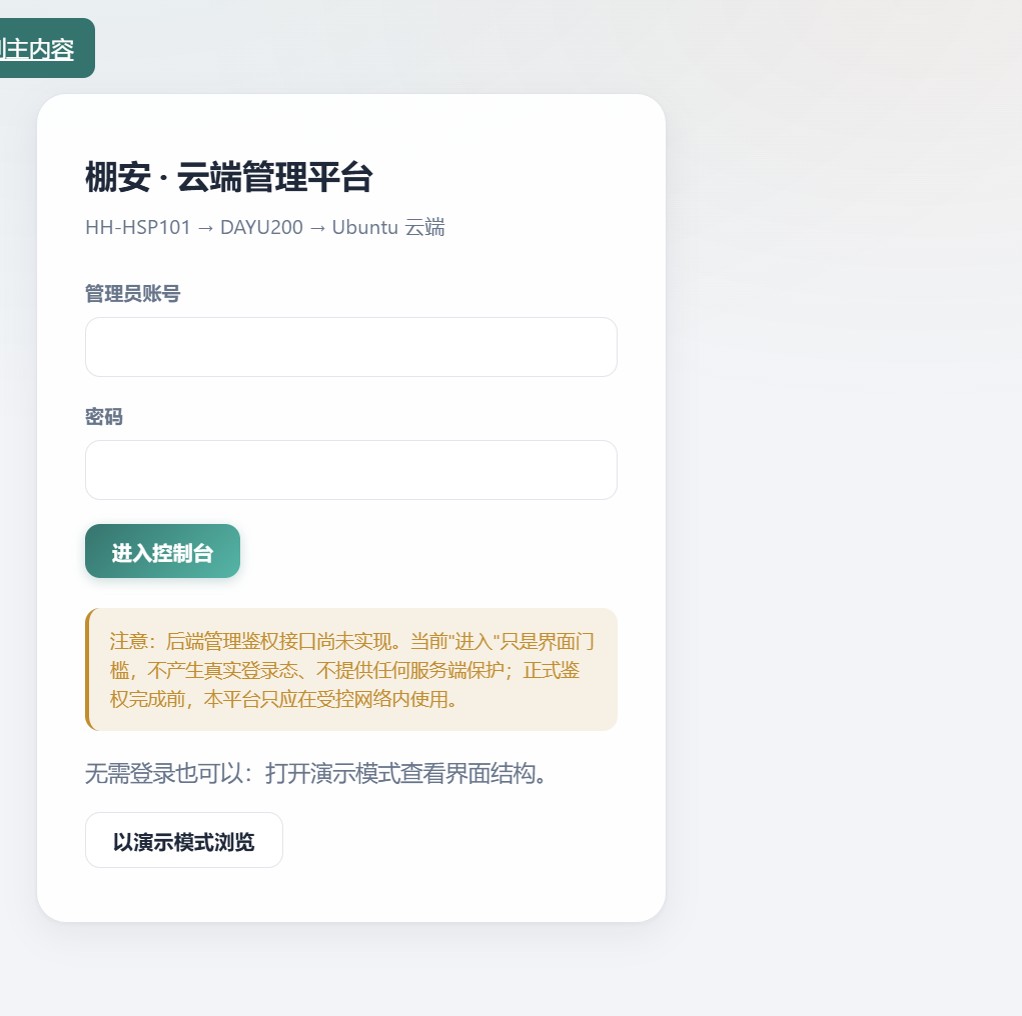 主内容
棚安 · 云端管理平台
HH-HSP101 → DAYU200 → Ubuntu 云端
管理员账号
密码
进入控制台
注意：后端管理鉴权接口尚未实现。当前"进入"只是界面门
槛，不产生真实登录态、不提供任何服务端保护；正式鉴
权完成前，本平台只应在受控网络内使用。
无需登录也可以：打开演示模式查看界面结构。
以演示模式浏览